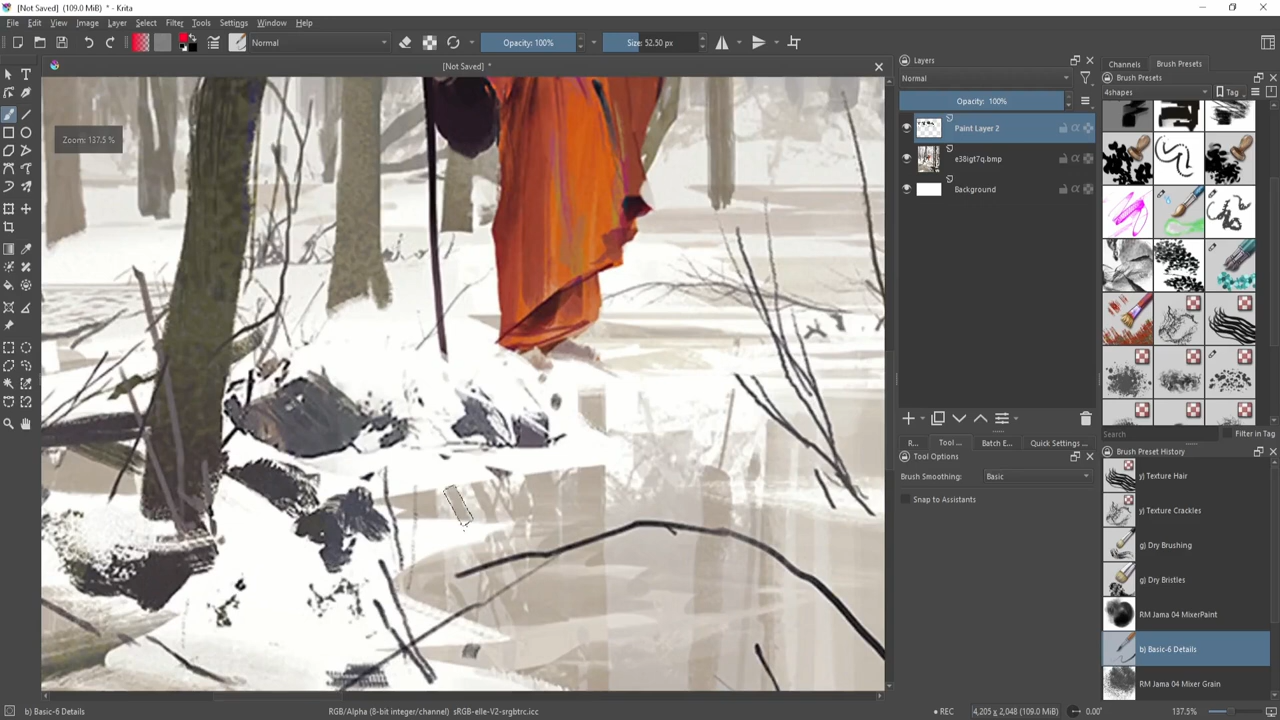 [Not Saved] (109.0 MiB) * - Krita
File Edit View Image Layer Select Filter Tools Settings Window Help
Normal Opacity: 100% Size: 52.50 px
[Not Saved] *
Zoom: 137.5 %
Layers
Normal
Opacity: 100%
Paint Layer 2
e38igt7q.bmp
Background
R... Tool ... Batch E... Quick Settings ...
Tool Options
Brush Smoothing: Basic
Snap to Assistants
Channels Brush Presets
Brush Presets
4shapes Tag
Search Filter in Tag
Brush Preset History
y) Texture Hair
y) Texture Crackles
g) Dry Brushing
g) Dry Bristles
RM Jama 04 MixerPaint
b) Basic-6 Details
RM Jama 04 Mixer Grain
b) Basic-6 Details RGB/Alpha (8-bit integer/channel) sRGB-elle-V2-srgbtrc.icc REC 4,205 x 2,048 (109.0 MiB) 0.00° 137.5%